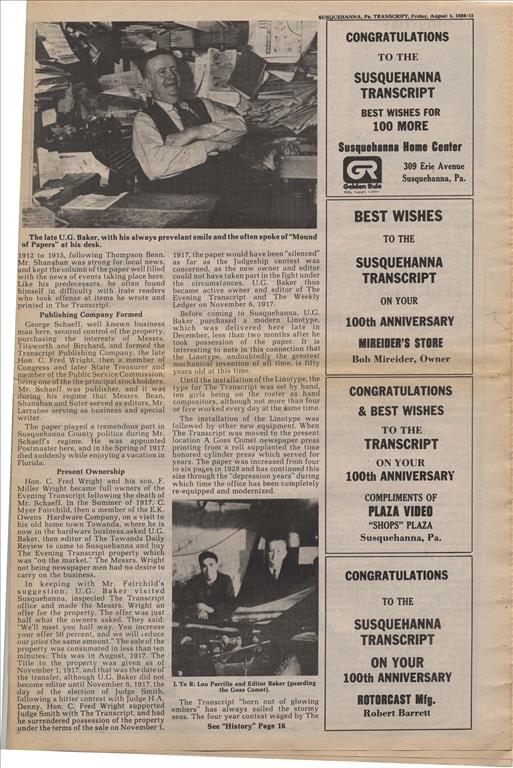 SUSQUEHANNA, Pa. TRANSCRIPT, Friday, August 1, 1986-15
The late U.G. Baker, with his always prevelant smile and the often spoke of "Mound
of Papers" at his desk.
1912 to 1915, following Thompson Bean.
Mr. Shanahan was strong for local news,
and kept the column of the paper well filled
with the news of events taking place here.
Like his predecessors, he often found
himself in difficulty with irate readers
who took offense at items he wrote and
printed in The Transcript.
Publishing Company Formed
George Schaeff, well known business
man here, secured control of the property,
purchasing the interests of Messrs.
Titsworth and Birchard, and formed the
Transcript Publishing Company, the late
Hon. C. Fred Wright, then a member of
Congress and later State Treasurer and
member of the Public Service Commission,
being one of the the principal stockholders.
Mr. Schaeff was publisher, and it was
during his regime that Messrs. Bean,
Shanahan and Suter served as editors, Mr.
Larrabee serving as business and special
writer.
The paper played a tremendous part in
Susquehanna County politics during Mr.
Schaeff's regime. He was appointed
Postmaster here, and in the Spring of 1917
died suddenly while enjoying a vacation in
Florida.
Present Ownership
Hon. C. Fred Wright and his son, F.
Miller Wright became full owners of the
Evening Transcript following the death of
Mr. Schaeff. In the Summer of 1917, C.
Myer Fairchild, then a member of the E.K.
Owens Hardware Company, on a visit to
his old home town Towanda, where he is
now in the hardware business,asked U.G.
Baker, then editor of The Towanda Daily
Review to come to Susquehanna and buy
The Evening Transcript property which
was "on the market." The Messrs. Wright
not being newspaper men had no desire to
carry on the business.
In keeping with Mr. Fairchild's
suggestion, U.G. Baker visited
Susquehanna, inspected The Transcript
office and made the Messrs. Wright an
offer for the property. The offer was just
half what the owners asked. They said:
"We'll meet you half way. You increase
your offer 50 percent, and we will reduce
our price the same amount." The sale of the
property was consumated in less than ten
minutes. This was in August, 1917. The
Title to the property was given as of
November 1, 1917, and that was the date of
the transfer, although U.G. Baker did not
become editor until November 6, 1917, the
day of the election of Judge Smith,
following a bitter contest with Judge H.A.
Denny, Hon. C. Fred Wright supported
Judge Smith with The Transcript, and had
he surrendered possession of the property
under the terms of the sale on November 1,
1917, the paper would have been "silenced"
as far as the Judgeship contest was
concerned, as the new owner and editor
could not have taken part in the fight under
the circumstances. U.G. Baker thus
became active owner and editor of The
Evening Transcript and The Weekly
Ledger on November 6, 1917.
Before coming to Susquehanna, U.G.
Baker purchased a modern Linotype,
which was delivered here late in
December, less than two months after he
took possession of the paper. It is
interesting to note in this connection that
the Linotype, undoubtedly the greatest
mechanical invention of all time, is fifty
years old at this time.
Until the installation of the Linotype, the
type for The Transcript was set by hand,
ten girls being on the roster as hand
compositors, although not more than four
or five worked every day at the same time.
The installation of the Linotype was
followed by other new equipment. When
The Transcript was moved to the present
location A Goss Comet newspaper press
printing from a roll supplanted the time
honored cylinder press which served for
years. The paper was increased from four
to six pages in 1928 and has continued this
size through the "depression years" during
which time the office has been completely
re-equipped and modernized.
L To R: Lou Parrillo and Editor Baker [guarding
the Goss Comet].
The Transcript "born out of glowing
embers" has always sailed the stormy
seas. The four year contest waged by The
See "History" Page 16
CONGRATULATIONS
TO THE
SUSQUEHANNA
TRANSCRIPT
BEST WISHES FOR
100 MORE
Susquehanna Home Center
GR
Golden Rule
309 Erie Avenue
Susquehanna, Pa.
BEST WISHES
TO THE
SUSQUEHANNA
TRANSCRIPT
ON YOUR
100th ANNIVERSARY
MIREIDER'S STORE
Bob Mireider, Owner
CONGRATULATIONS
& BEST WISHES
TO THE
TRANSCRIPT
ON YOUR
100th ANNIVERSARY
COMPLIMENTS OF
PLAZA VIDEO
"SHOPS" PLAZA
Susquehanna, Pa.
CONGRATULATIONS
TO THE
SUSQUEHANNA
TRANSCRIPT
ON YOUR
100th ANNIVERSARY
ROTORCAST Mfg.
Robert Barrett